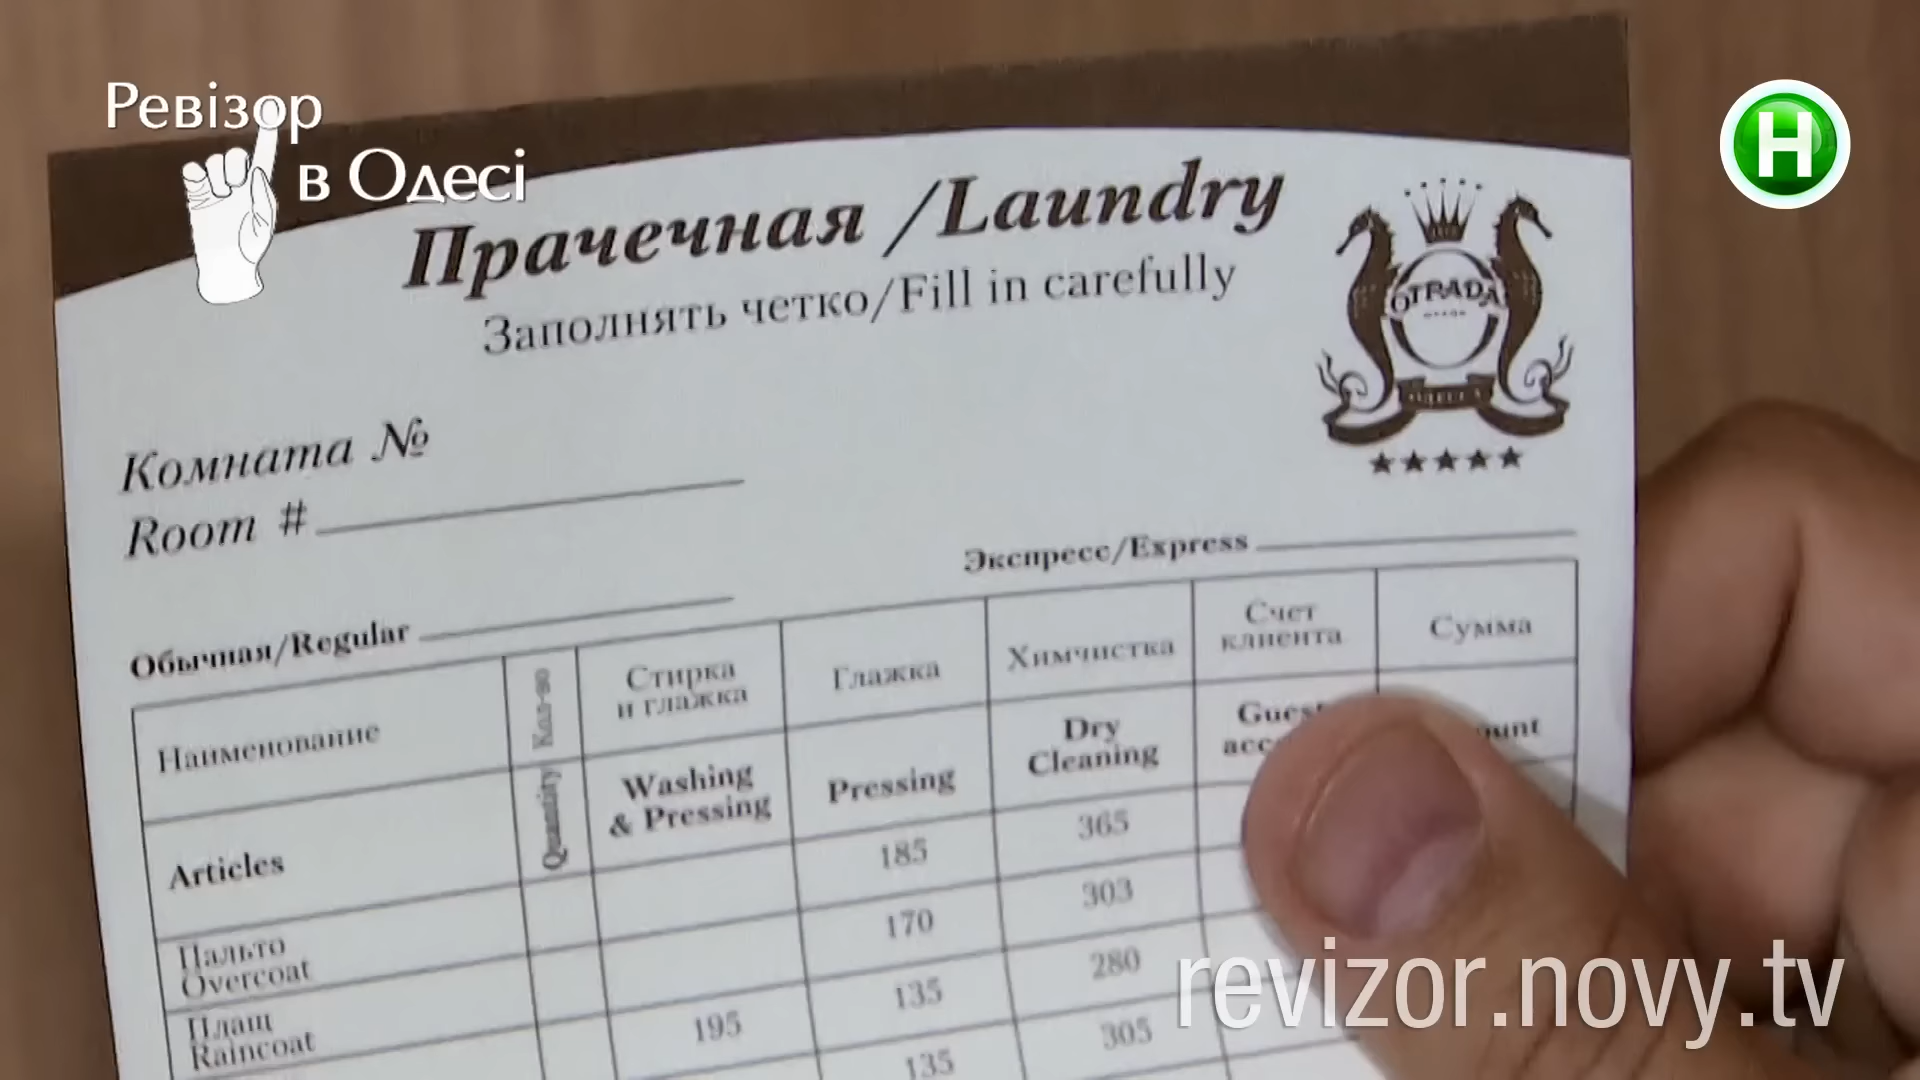 Ревізор
в Одесі
H
Прачечная /Laundry
Заполнять четко/Fill in carefully
OTRADA
Комната №
Room #
Экспресс/Express
Обычная/Regular
Наименование
Кол-во
Стирка
и глажка
Глажка
Химчистка
Счет
клиента
Сумма
Articles
Quantity
Washing
& Pressing
Pressing
Dry
Cleaning
185
365
Пальто
Overcoat
170
303
Плащ
Raincoat
195
135
280
135
305
revizor.novy.tv